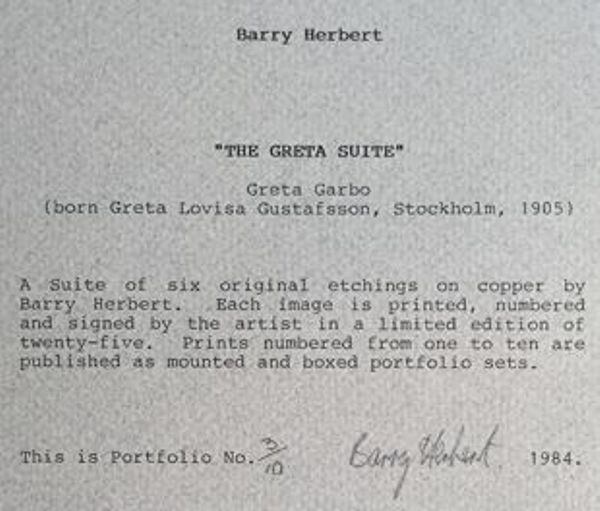 Barry Herbert
"THE GRETA SUITE"
Greta Garbo
(born Greta Lovisa Gustafsson, Stockholm, 1905)
A Suite of six original etchings on copper by
Barry Herbert. Each image is printed, numbered
and signed by the artist in a limited edition of
twenty-five. Prints numbered from one to ten are
published as mounted and boxed portfolio sets.
This is Portfolio No. 3/10 Barry Herbert. 1984.